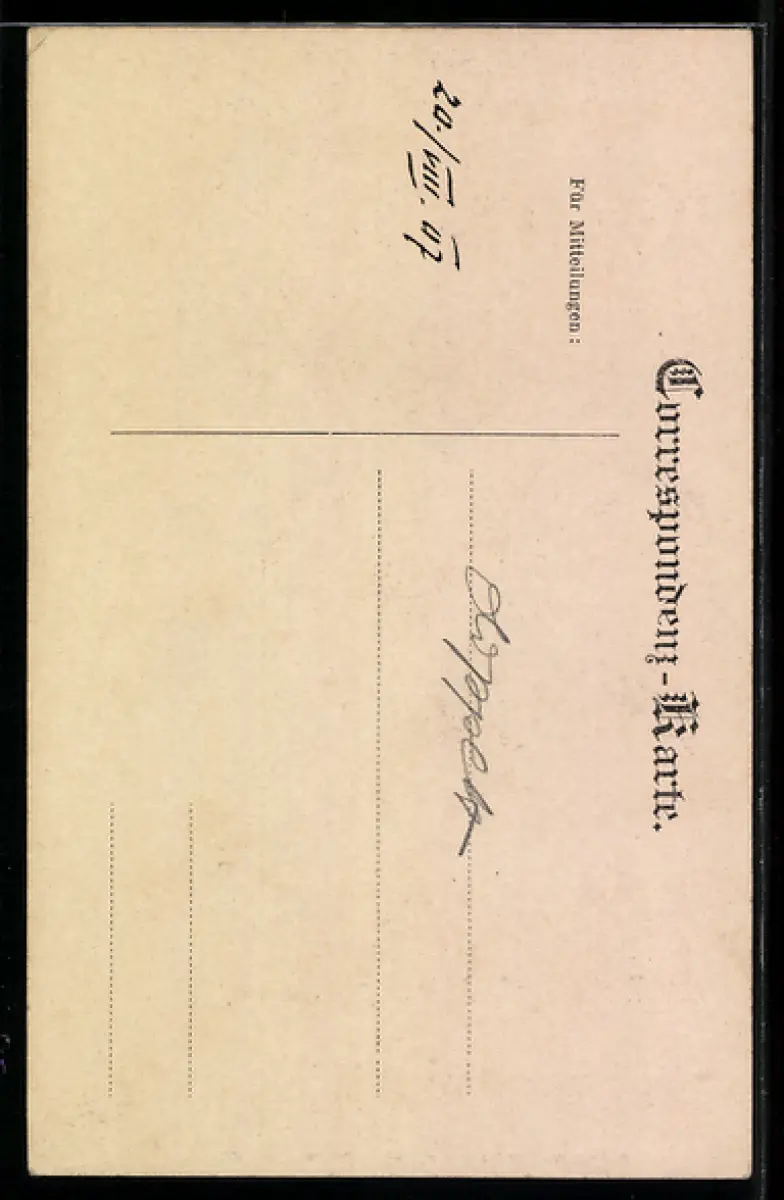 Correspondenz-Karte.
Für Mitteilungen:
20./VIII. 07